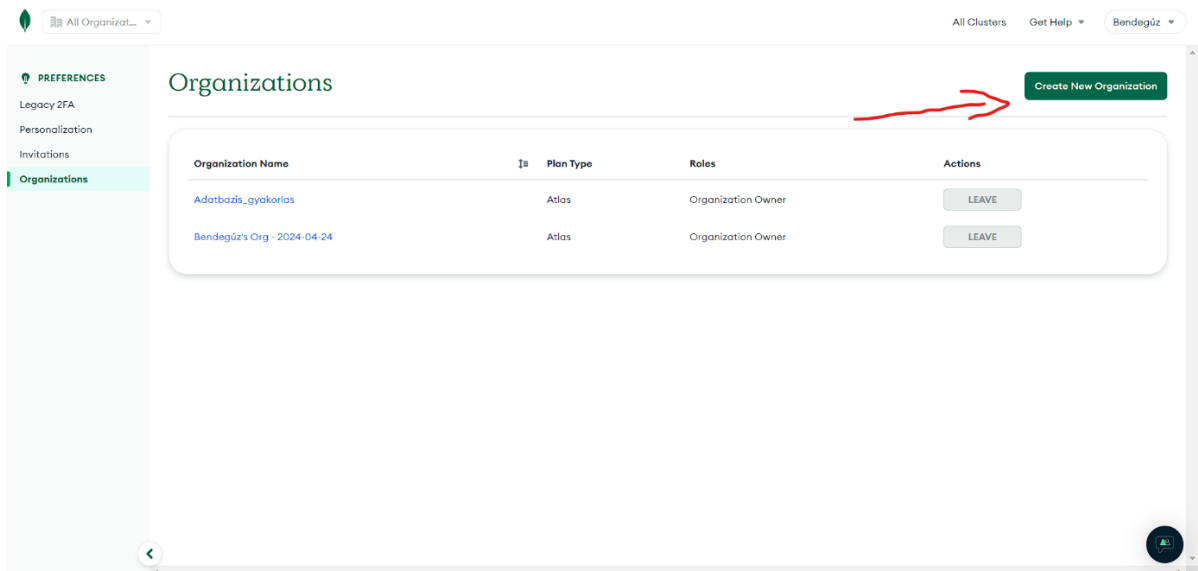 All Organizat...
All Clusters
Get Help
Bendegúz
PREFERENCES
Legacy 2FA
Personalization
Invitations
Organizations
Organizations
Create New Organization
Organization Name Plan Type Roles Actions
Adatbazis_gyakorlas Atlas Organization Owner LEAVE
Bendegúz's Org - 2024-04-24 Atlas Organization Owner LEAVE